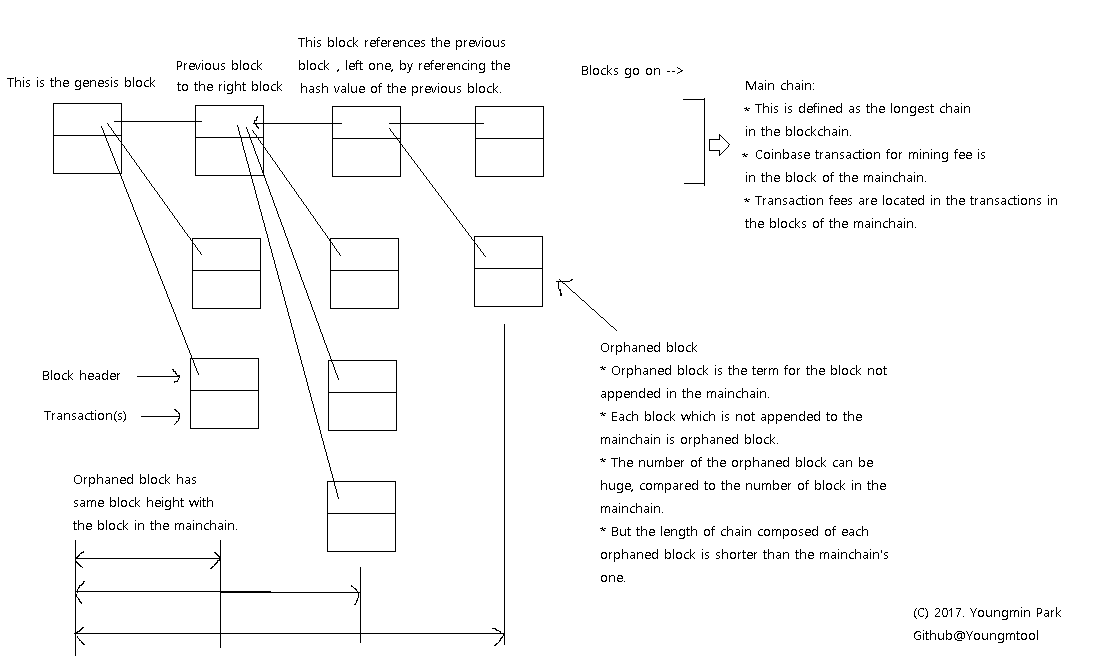 This is the genesis block
Previous block
to the right block
This block references the previous
block , left one, by referencing the
hash value of the previous block.
Blocks go on -->
Main chain:
* This is defined as the longest chain
in the blockchain.
* Coinbase transaction for mining fee is
in the block of the mainchain.
* Transaction fees are located in the transactions in
the blocks of the mainchain.
Block header
Transaction(s)
Orphaned block has
same block height with
the block in the mainchain.
Orphaned block
* Orphaned block is the term for the block not
appended in the mainchain.
* Each block which is not appended to the
mainchain is orphaned block.
* The number of the orphaned block can be
huge, compared to the number of block in the
mainchain.
* But the length of chain composed of each
orphaned block is shorter than the mainchain's
one.
(C) 2017. Youngmin Park
Github@Youngmtool